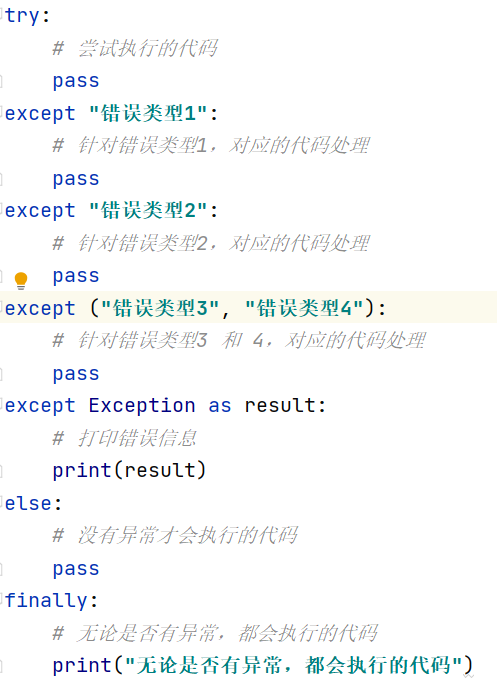 try:
    # 尝试执行的代码
    pass
except "错误类型1":
    # 针对错误类型1，对应的代码处理
    pass
except "错误类型2":
    # 针对错误类型2，对应的代码处理
    pass
except ("错误类型3", "错误类型4"):
    # 针对错误类型3 和 4，对应的代码处理
    pass
except Exception as result:
    # 打印错误信息
    print(result)
else:
    # 没有异常才会执行的代码
    pass
finally:
    # 无论是否有异常，都会执行的代码
    print("无论是否有异常，都会执行的代码")